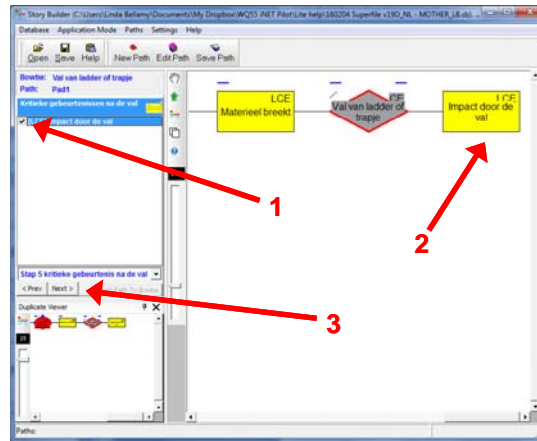 Story Builder (C:\Users\Linda Bellamy\Documents\My Dropbox\WQ55 iNET Pilot\Lite help\160204 Superfile v19D_NL - MOTHER_LB.
Database Application Mode Paths Settings Help
Open Save Help New Path Edit Path Save Path
Bowtie: Val van ladder of trapje
Path: Pad1
Kritieke gebeurtenissen na de val
Impact door de val
LCE
Materieel breekt
LCE
Val van ladder of trapje
LCE
Impact door de val
1
2
3
Stap 5 kritieke gebeurtenis na de val
< Prev Next >
Duplicate Viewer
Paths: